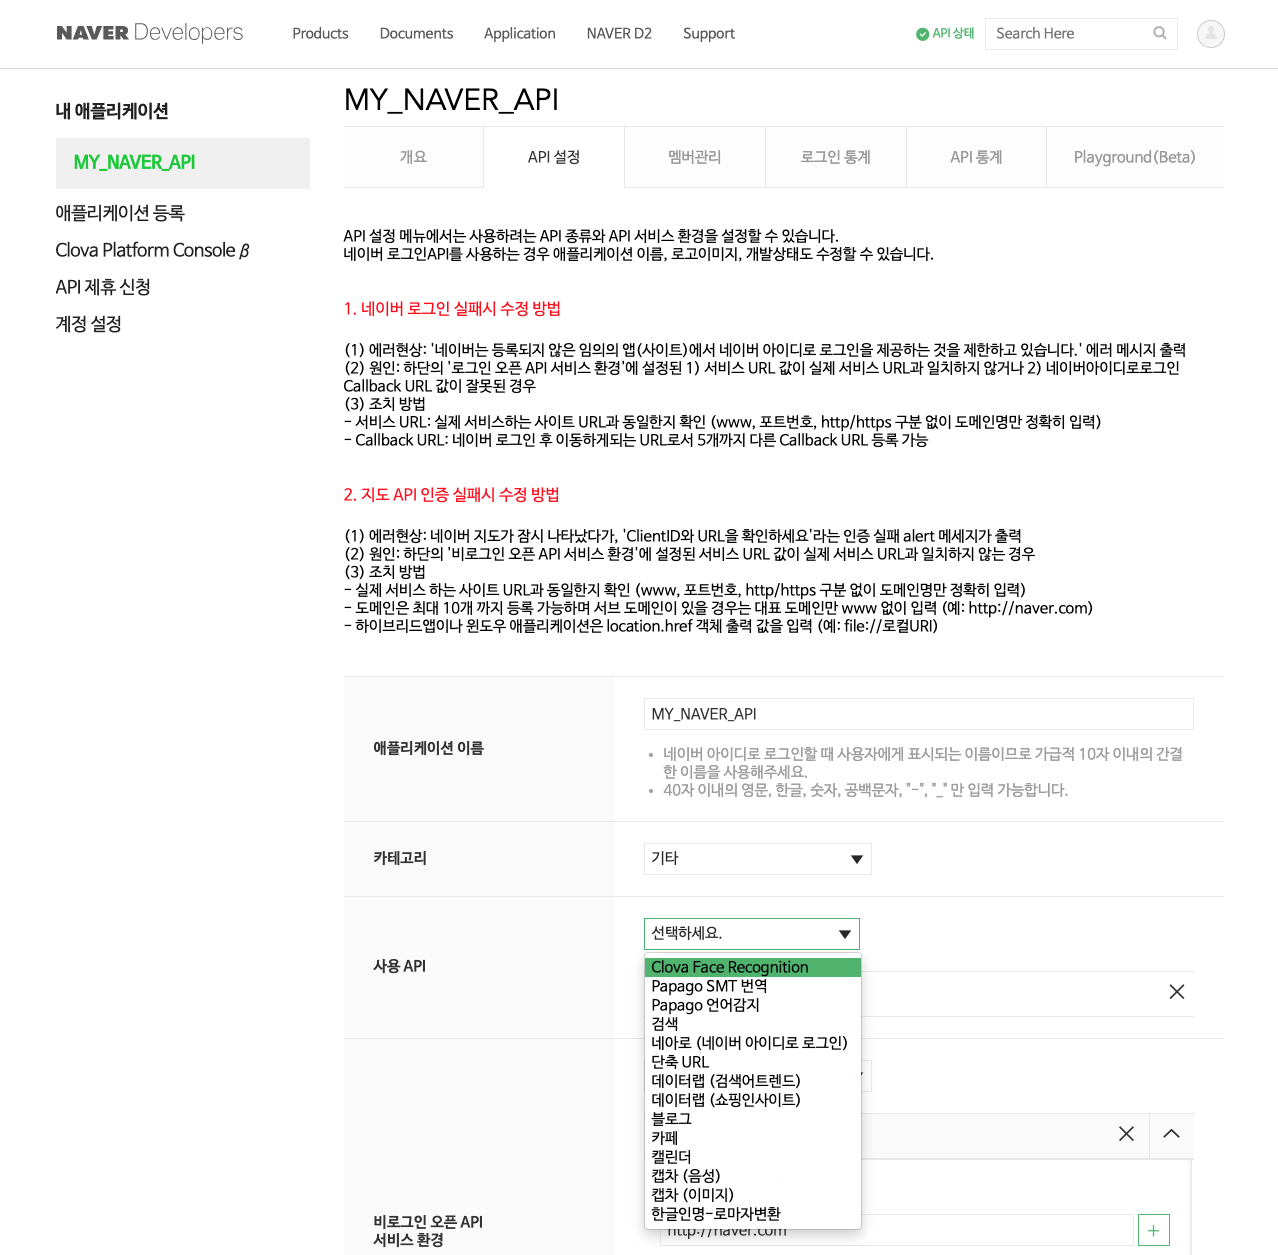 NAVER Developers
Products
Documents
Application
NAVER D2
Support
API 상태
Search Here
내 애플리케이션
MY_NAVER_API
애플리케이션 등록
Clova Platform Console β
API 제휴 신청
계정 설정
MY_NAVER_API
개요
API 설정
멤버관리
로그인 통계
API 통계
Playground(Beta)
API 설정 메뉴에서는 사용하려는 API 종류와 API 서비스 환경을 설정할 수 있습니다.
네이버 로그인API를 사용하는 경우 애플리케이션 이름, 로고이미지, 개발상태도 수정할 수 있습니다.
1. 네이버 로그인 실패시 수정 방법
(1) 에러현상: '네이버는 등록되지 않은 임의의 앱(사이트)에서 네이버 아이디로 로그인을 제공하는 것을 제한하고 있습니다.' 에러 메시지 출력
(2) 원인: 하단의 '로그인 오픈 API 서비스 환경'에 설정된 1) 서비스 URL 값이 실제 서비스 URL과 일치하지 않거나 2) 네이버아이디로로그인
Callback URL 값이 잘못된 경우
(3) 조치 방법
- 서비스 URL: 실제 서비스하는 사이트 URL과 동일한지 확인 (www, 포트번호, http/https 구분 없이 도메인명만 정확히 입력)
- Callback URL: 네이버 로그인 후 이동하게되는 URL로서 5개까지 다른 Callback URL 등록 가능
2. 지도 API 인증 실패시 수정 방법
(1) 에러현상: 네이버 지도가 잠시 나타났다가, 'ClientID와 URL을 확인하세요'라는 인증 실패 alert 메세지가 출력
(2) 원인: 하단의 '비로그인 오픈 API 서비스 환경'에 설정된 서비스 URL 값이 실제 서비스 URL과 일치하지 않는 경우
(3) 조치 방법
- 실제 서비스 하는 사이트 URL과 동일한지 확인 (www, 포트번호, http/https 구분 없이 도메인명만 정확히 입력)
- 도메인은 최대 10개 까지 등록 가능하며 서브 도메인이 있을 경우는 대표 도메인만 www 없이 입력 (예: http://naver.com)
- 하이브리드앱이나 윈도우 애플리케이션은 location.href 객체 출력 값을 입력 (예: file://로컬URI)
애플리케이션 이름
MY_NAVER_API
• 네이버 아이디로 로그인할 때 사용자에게 표시되는 이름이므로 가급적 10자 이내의 간결
한 이름을 사용해주세요.
• 40자 이내의 영문, 한글, 숫자, 공백문자, "-", "_" 만 입력 가능합니다.
카테고리
기타
사용 API
선택하세요.
Clova Face Recognition
Papago SMT 번역
Papago 언어감지
검색
네아로 (네이버 아이디로 로그인)
단축 URL
데이터랩 (검색어트렌드)
데이터랩 (쇼핑인사이트)
블로그
카페
캘린더
캡차 (음성)
캡차 (이미지)
한글인명-로마자변환
비로그인 오픈 API
서비스 환경
http://naver.com